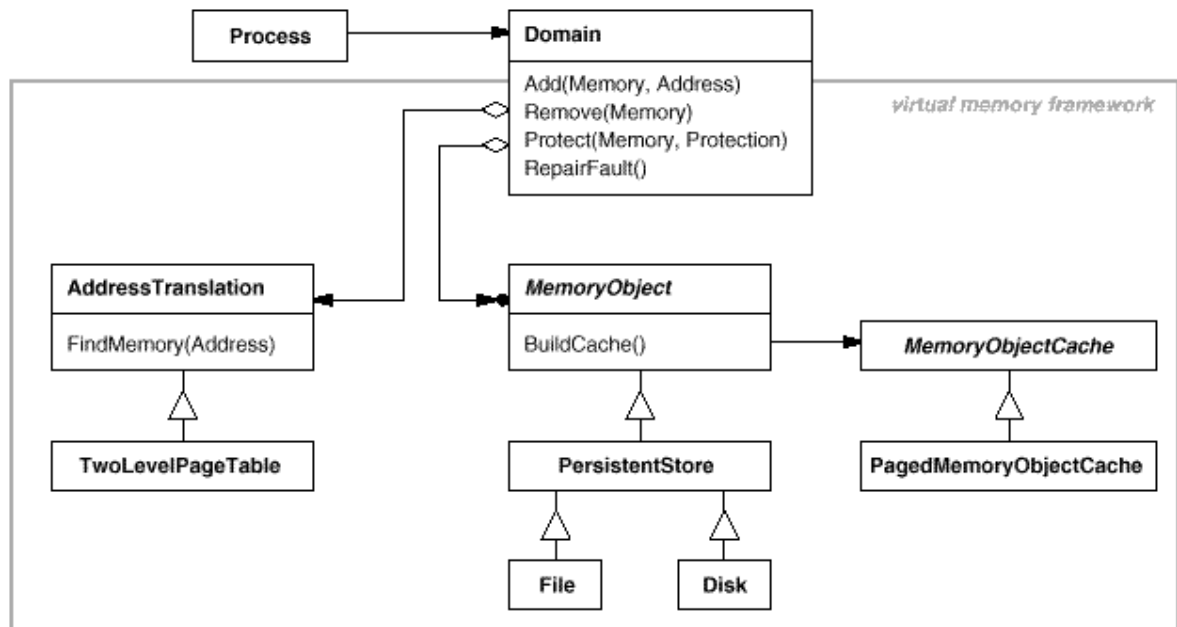 Process
Domain
Add(Memory, Address)
Remove(Memory)
Protect(Memory, Protection)
RepairFault()
virtual memory framework
AddressTranslation
FindMemory(Address)
MemoryObject
BuildCache()
MemoryObjectCache
TwoLevelPageTable
PersistentStore
PagedMemoryObjectCache
File
Disk